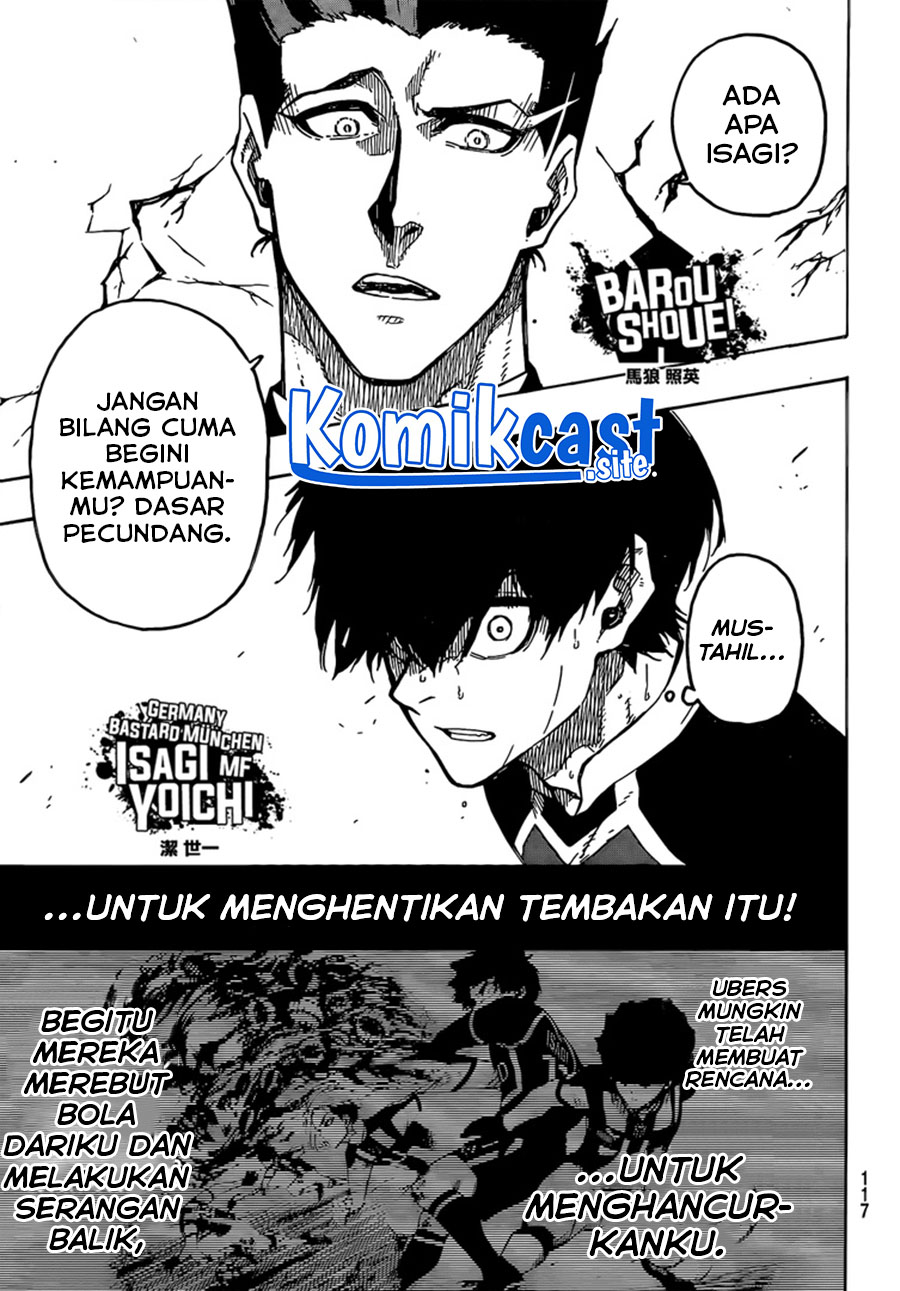 ADA
APA
ISAGI?
BAROU
SHOUEI
馬狼 照英
JANGAN
BILANG CUMA
BEGINI
KEMAMPUAN-
MU? DASAR
PECUNDANG.
Komikcast
.site
MUS-
TAHIL...
GERMANY
BASTARD MÜNCHEN
ISAGI MF
YOICHI
潔 世一
...UNTUK MENGHENTIKAN TEMBAKAN ITU!
UBERS
MUNGKIN
TELAH
MEMBUAT
RENCANA...
...UNTUK
MENGHANCUR-
KANKU.
BEGITU
MEREKA
MEREBUT
BOLA
DARIKU DAN
MELAKUKAN
SERANGAN
BALIK,
117